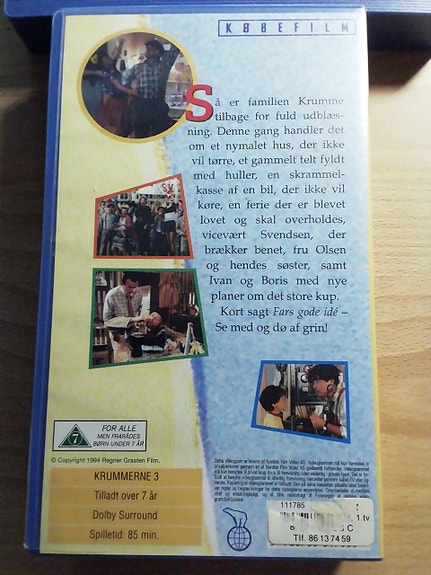 KØBEFILM
Så er familien Krumme
tilbage for fuld udblæs-
ning. Denne gang handler det
om et nymalet hus, der ikke
vil tørre, et gammelt telt fyldt
med huller, en skrammel-
kasse af en bil, der ikke vil
køre, en ferie der er blevet
lovet og skal overholdes,
vicevært Svendsen, der
brækker benet, fru Olsen
og hendes søster, samt
Ivan og Boris med nye
planer om det store kup.
Kort sagt Fars gode idé –
Se med og dø af grin!
7
FOR ALLE
MEN FRARÅDES
BØRN UNDER 7 ÅR
© Copyright 1994 Regner Grasten Film.
KRUMMERNE 3
Tilladt over 7 år
Dolby Surround
Spilletid: 85 min.
111785
1.tv.
Tlf. 86 13 74 59